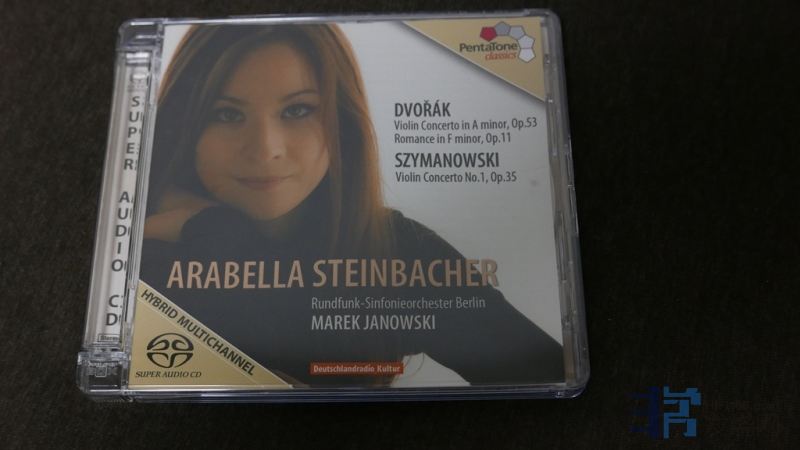 PENTATONE
classics
DVOŘÁK
Violin Concerto in A minor, Op.53
Romance in F minor, Op.11
SZYMANOWSKI
Violin Concerto No.1, Op.35
ARABELLA STEINBACHER
Rundfunk-Sinfonieorchester Berlin
MAREK JANOWSKI
HYBRID MULTICHANNEL
SUPER AUDIO CD
Deutschlandradio Kultur
SUPER AUDIO CD